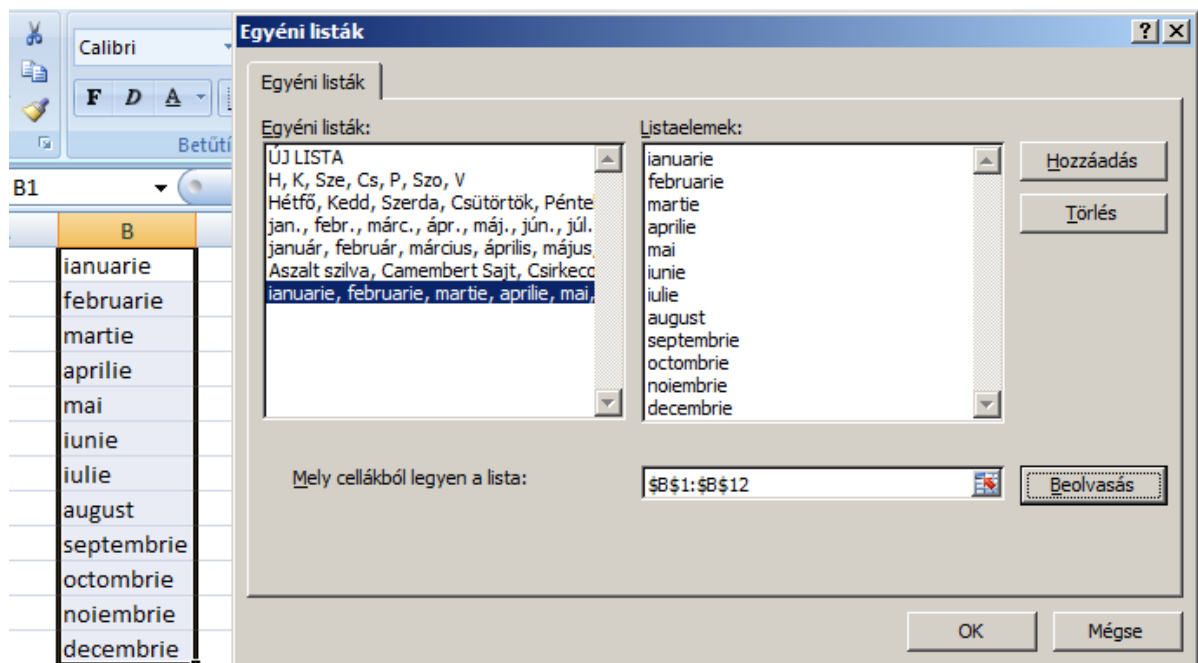 Calibri
F D A
Betűtí
B1
B
ianuarie
februarie
martie
aprilie
mai
iunie
iulie
august
septembrie
octombrie
noiembrie
decembrie
Egyéni listák
Egyéni listák
Egyéni listák:
ÚJ LISTA
H, K, Sze, Cs, P, Szo, V
Hétfő, Kedd, Szerda, Csütörtök, Pénte
jan., febr., márc., ápr., máj., jún., júl.
január, február, március, április, május,
Aszalt szilva, Camembert Sajt, Csirkeco
ianuarie, februarie, martie, aprilie, mai,
Listaelemek:
ianuarie
februarie
martie
aprilie
mai
iunie
iulie
august
septembrie
octombrie
noiembrie
decembrie
Hozzáadás
Törlés
Mely cellákból legyen a lista:
$B$1:$B$12
Beolvasás
OK
Mégse